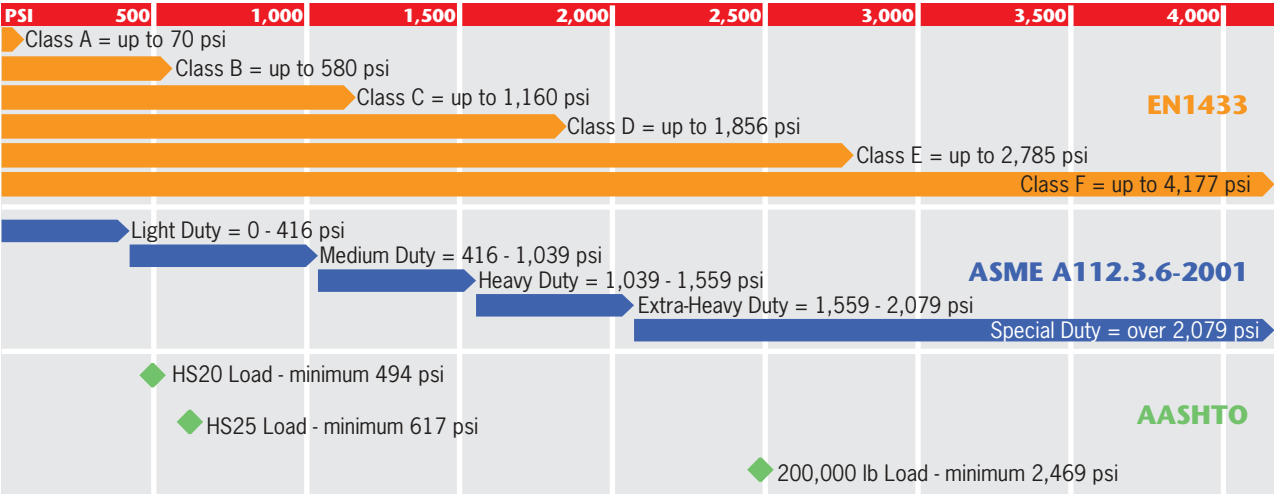 PSI 500 1,000 1,500 2,000 2,500 3,000 3,500 4,000
Class A = up to 70 psi
Class B = up to 580 psi
Class C = up to 1,160 psi
EN1433
Class D = up to 1,856 psi
Class E = up to 2,785 psi
Class F = up to 4,177 psi
Light Duty = 0 - 416 psi
Medium Duty = 416 - 1,039 psi
ASME A112.3.6-2001
Heavy Duty = 1,039 - 1,559 psi
Extra-Heavy Duty = 1,559 - 2,079 psi
Special Duty = over 2,079 psi
HS20 Load - minimum 494 psi
AASHTO
HS25 Load - minimum 617 psi
200,000 lb Load - minimum 2,469 psi